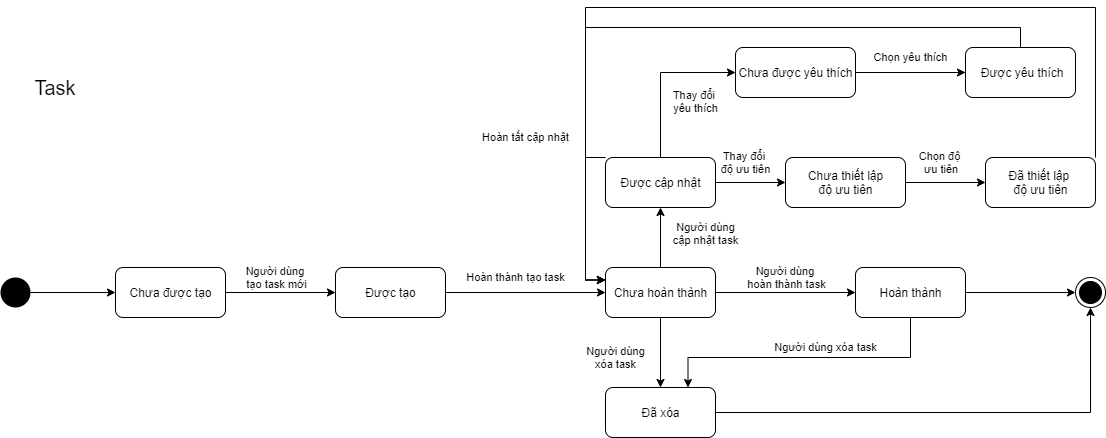 Task
Chưa được yêu thích
Chọn yêu thích
Được yêu thích
Thay đổi
yêu thích
Hoàn tất cập nhật
Được cập nhật
Thay đổi
độ ưu tiên
Chưa thiết lập
độ ưu tiên
Chọn độ
ưu tiên
Đã thiết lập
độ ưu tiên
Người dùng
cập nhật task
Chưa được tạo
Người dùng
tạo task mới
Được tạo
Hoàn thành tạo task
Chưa hoàn thành
Người dùng
hoàn thành task
Hoàn thành
Người dùng
xóa task
Người dùng xóa task
Đã xóa